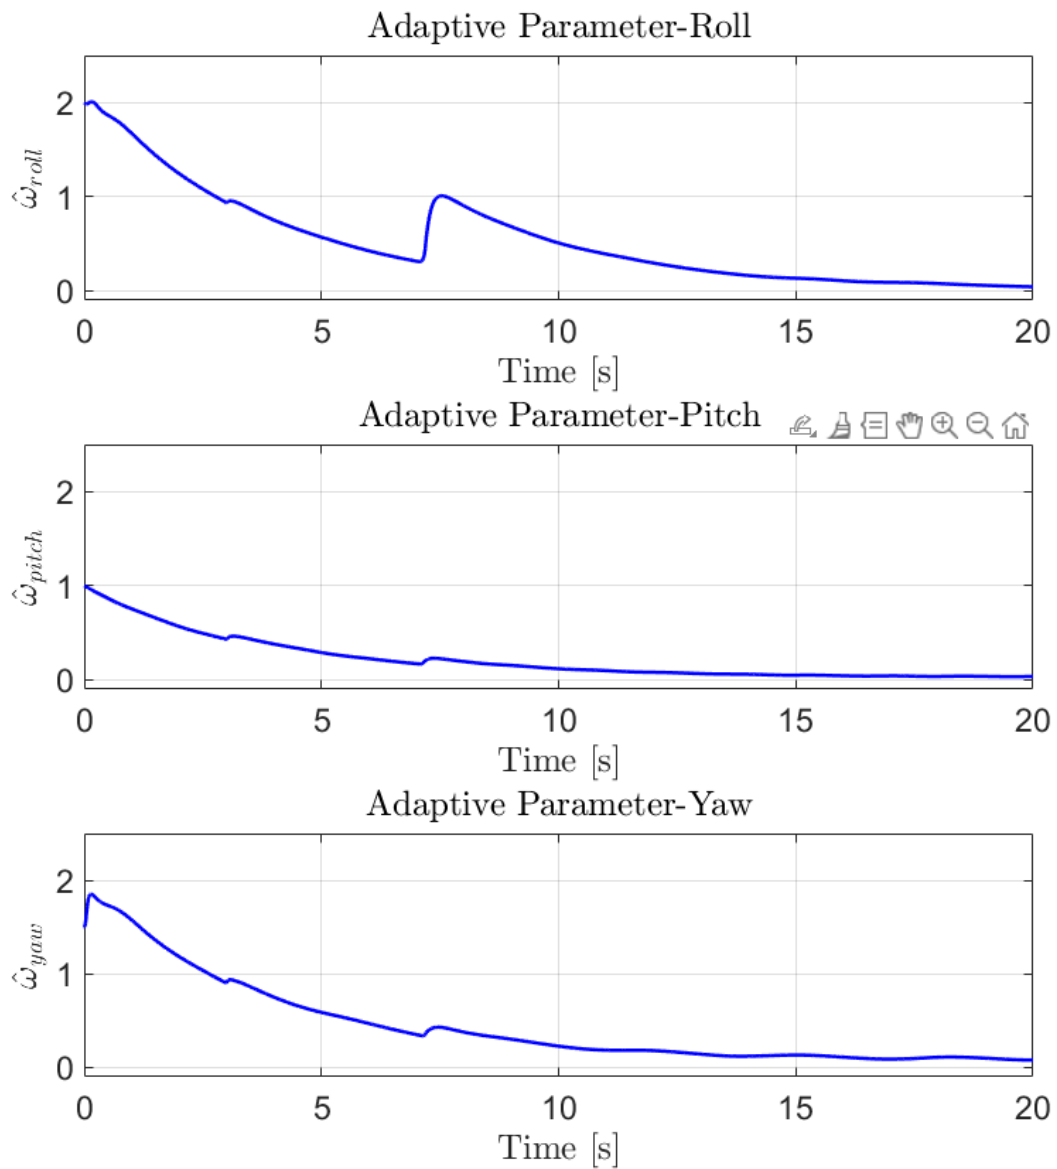 Adaptive Parameter-Roll
2
1
0
ω̂roll
0 5 10 15 20
Time [s]
Adaptive Parameter-Pitch
2
1
0
ω̂pitch
0 5 10 15 20
Time [s]
Adaptive Parameter-Yaw
2
1
0
ω̂yaw
0 5 10 15 20
Time [s]